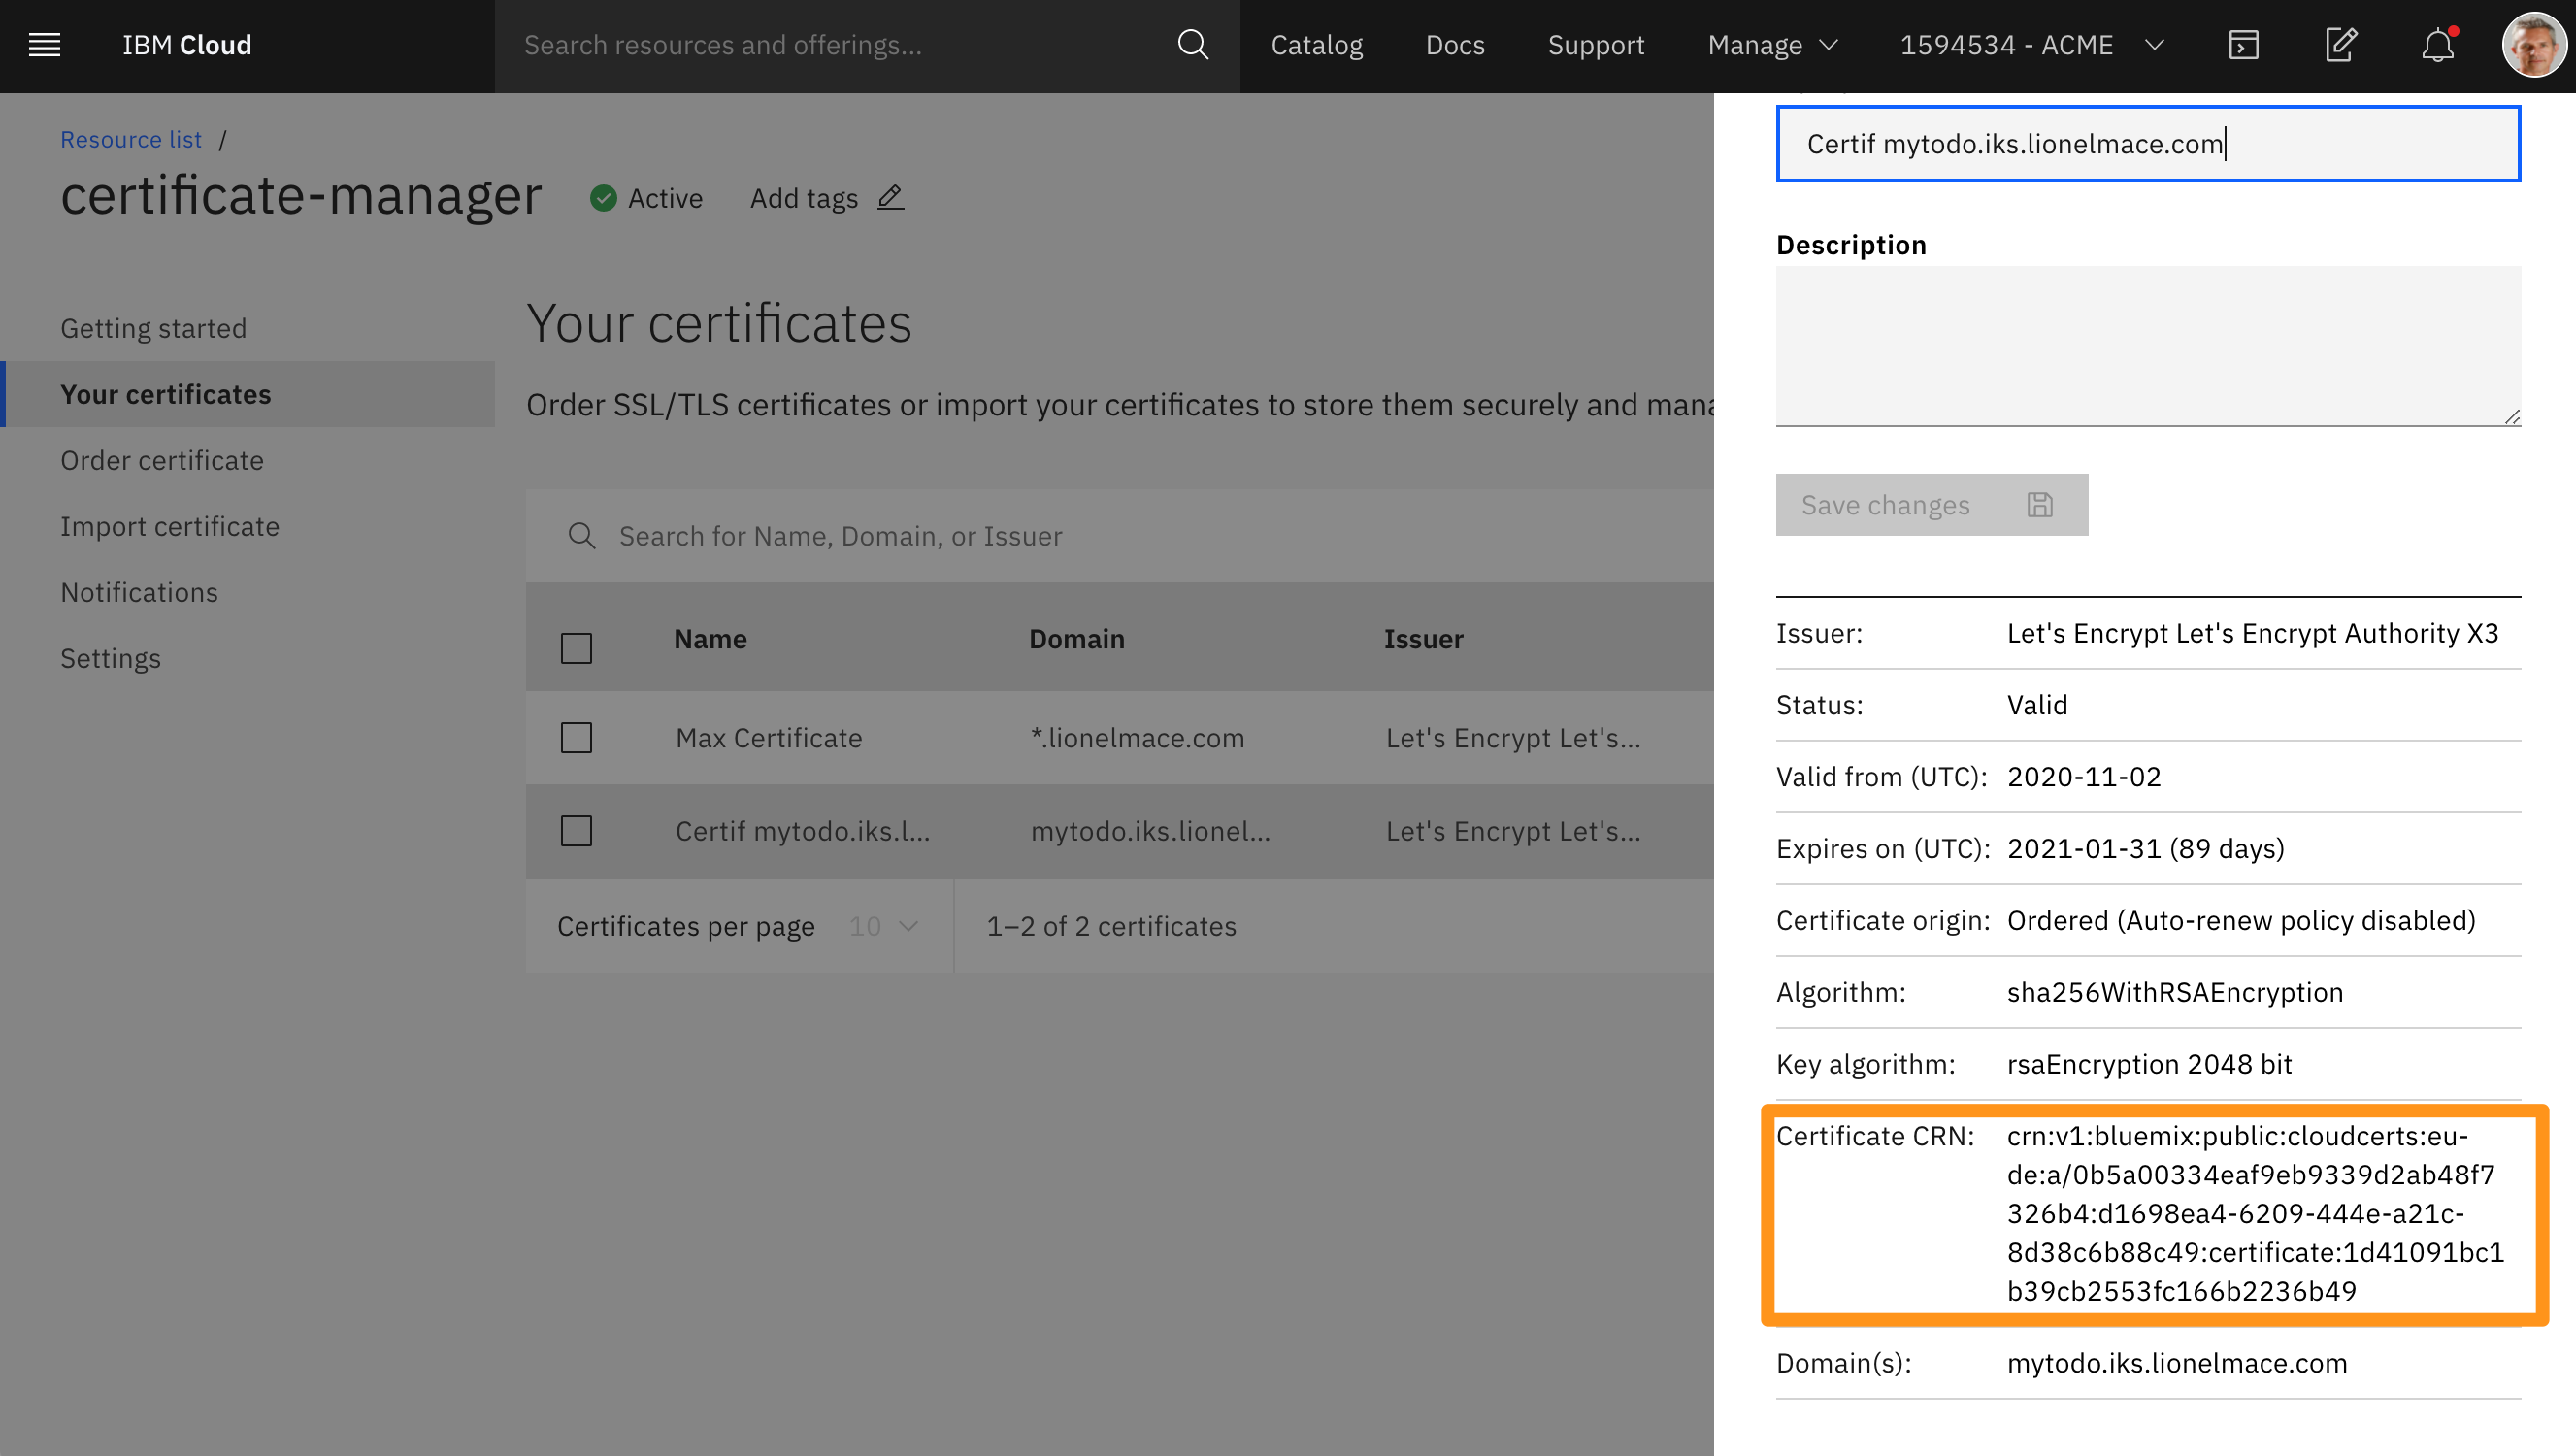 IBM Cloud
Search resources and offerings...
Catalog
Docs
Support
Manage
1594534 - ACME
Resource list /
certificate-manager
Active
Add tags
Getting started
Your certificates
Order certificate
Import certificate
Notifications
Settings
Your certificates
Order SSL/TLS certificates or import your certificates to store them securely and mana
Search for Name, Domain, or Issuer
Name Domain Issuer
Max Certificate *.lionelmace.com Let's Encrypt Let's...
Certif mytodo.iks.l... mytodo.iks.lionel... Let's Encrypt Let's...
Certificates per page 10 1–2 of 2 certificates
Certif mytodo.iks.lionelmace.com
Description
Save changes
Issuer: Let's Encrypt Let's Encrypt Authority X3
Status: Valid
Valid from (UTC): 2020-11-02
Expires on (UTC): 2021-01-31 (89 days)
Certificate origin: Ordered (Auto-renew policy disabled)
Algorithm: sha256WithRSAEncryption
Key algorithm: rsaEncryption 2048 bit
Certificate CRN: crn:v1:bluemix:public:cloudcerts:eu-
de:a/0b5a00334eaf9eb9339d2ab48f7
326b4:d1698ea4-6209-444e-a21c-
8d38c6b88c49:certificate:1d41091bc1
b39cb2553fc166b2236b49
Domain(s): mytodo.iks.lionelmace.com